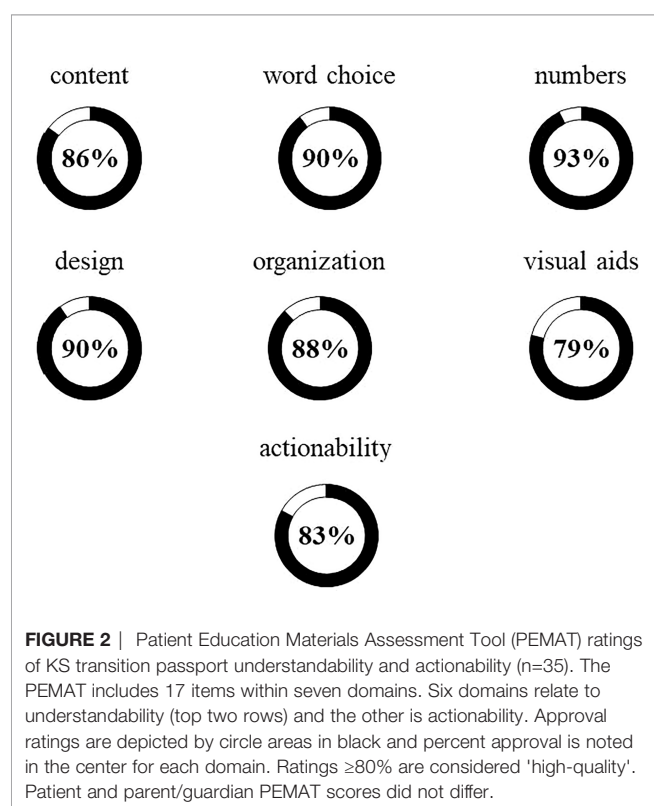 content word choice numbers
86% 90% 93%
design organization visual aids
90% 88% 79%
actionability
83%
FIGURE 2 | Patient Education Materials Assessment Tool (PEMAT) ratings
of KS transition passport understandability and actionability (n=35). The
PEMAT includes 17 items within seven domains. Six domains relate to
understandability (top two rows) and the other is actionability. Approval
ratings are depicted by circle areas in black and percent approval is noted
in the center for each domain. Ratings ≥80% are considered 'high-quality'.
Patient and parent/guardian PEMAT scores did not differ.